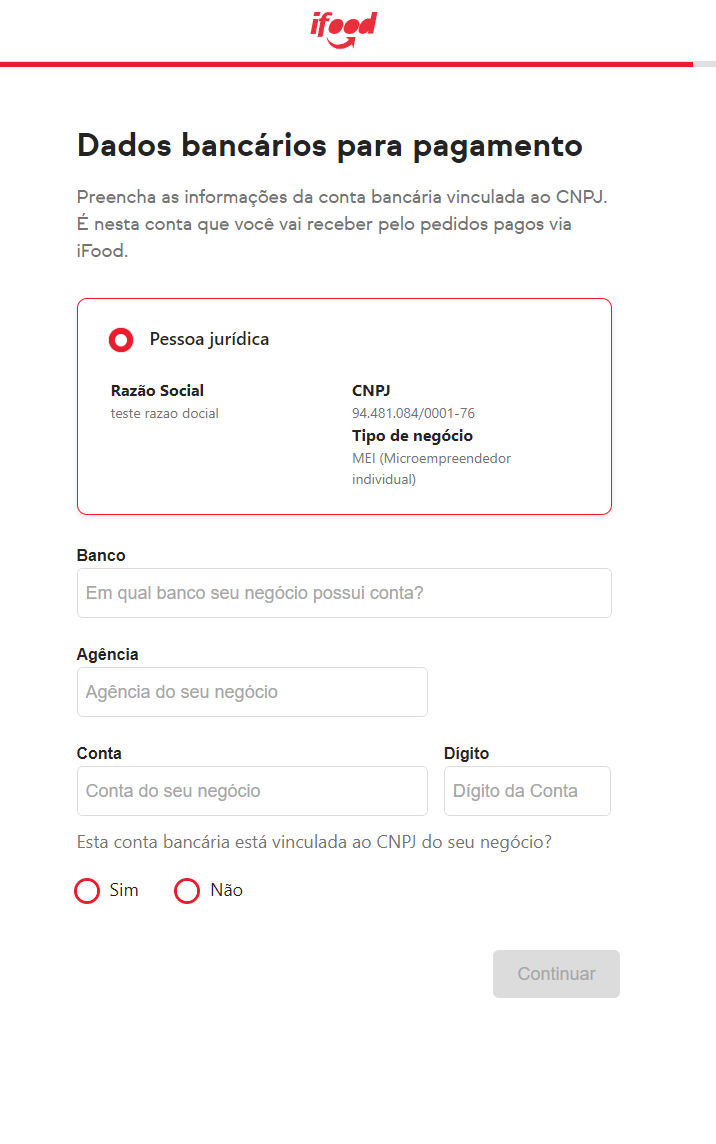 ifood
Dados bancários para pagamento
Preencha as informações da conta bancária vinculada ao CNPJ.
É nesta conta que você vai receber pelo pedidos pagos via
iFood.
Pessoa jurídica
Razão Social
teste razao docial
CNPJ
94.481.084/0001-76
Tipo de negócio
MEI (Microempreendedor
individual)
Banco
Em qual banco seu negócio possui conta?
Agência
Agência do seu negócio
Conta
Conta do seu negócio
Dígito
Dígito da Conta
Esta conta bancária está vinculada ao CNPJ do seu negócio?
Sim
Não
Continuar